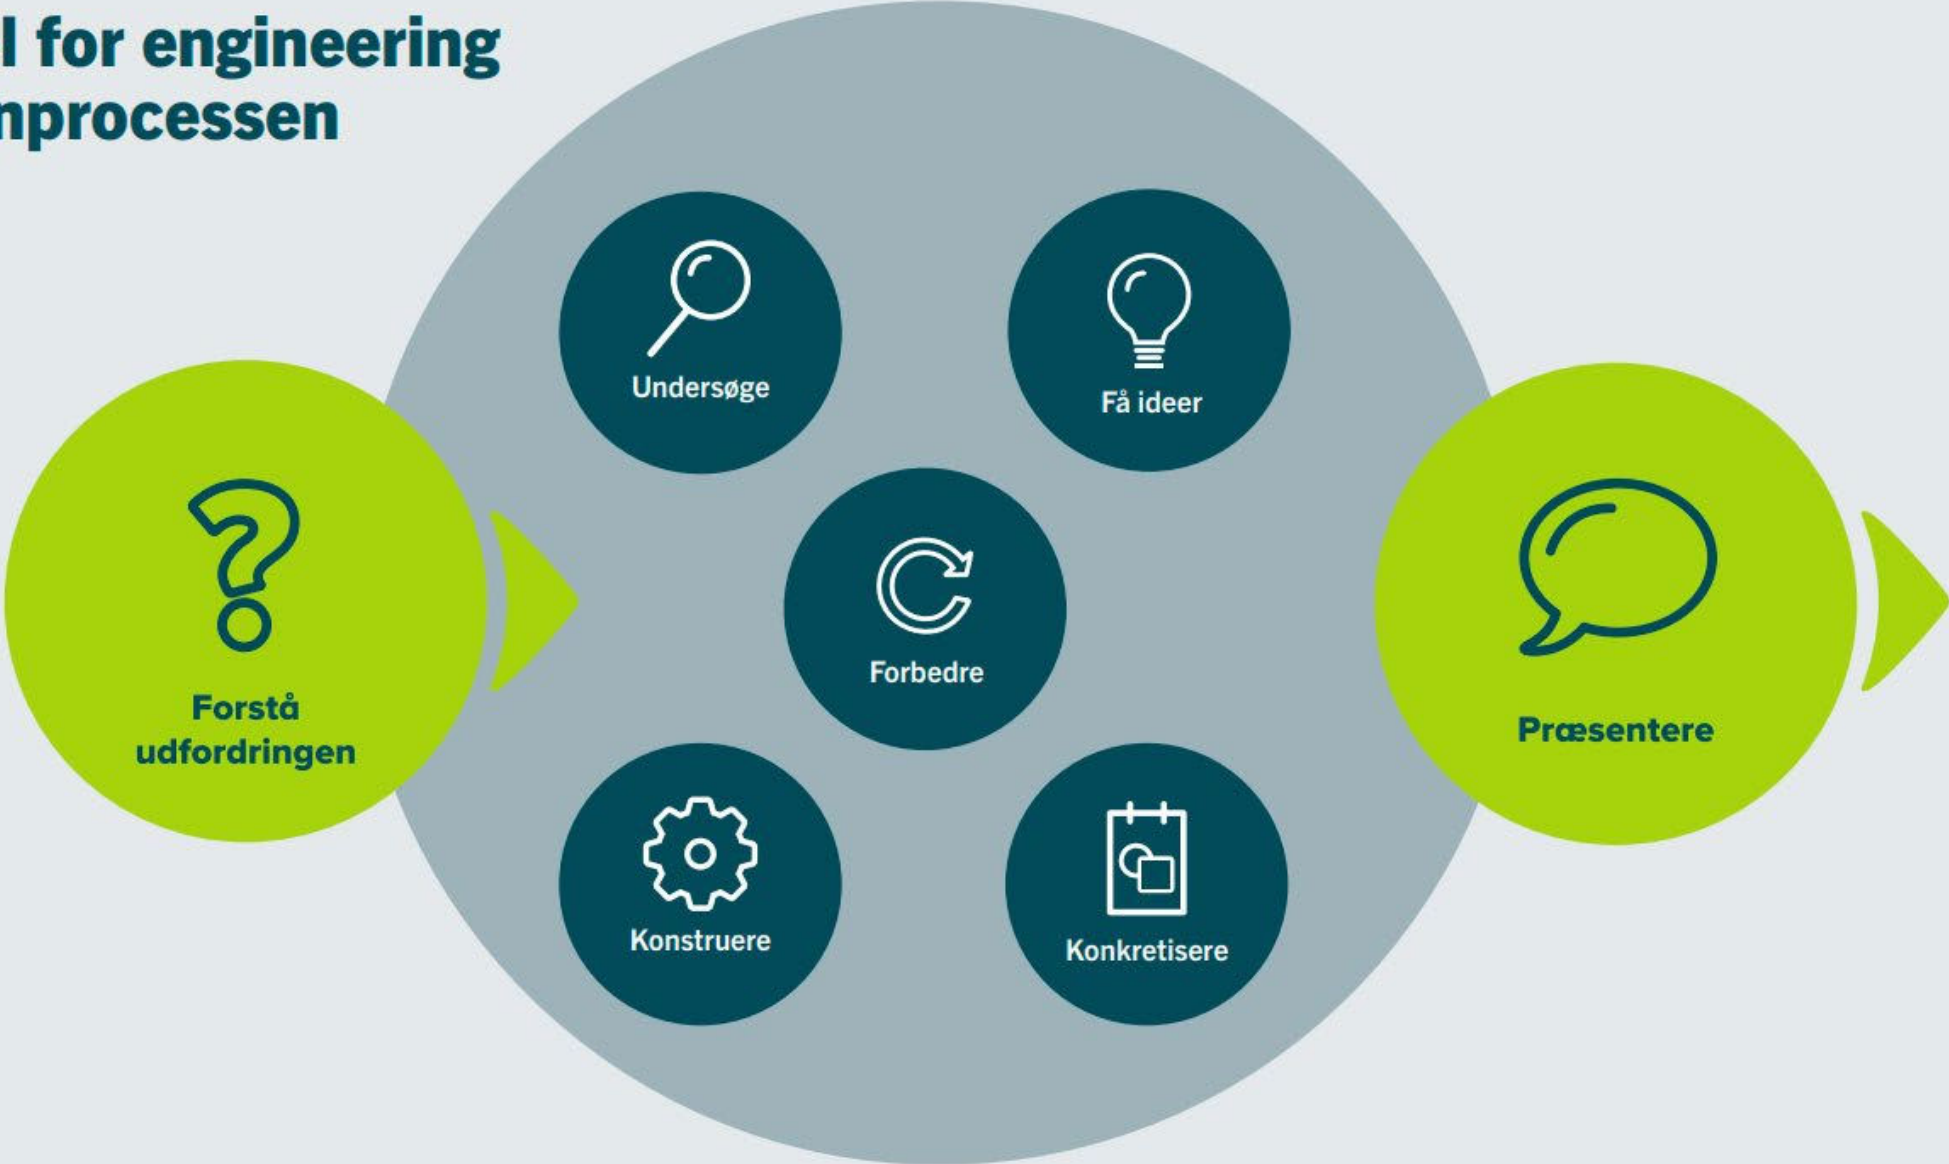 l for engineering
nprocessen
Undersøge
Få ideer
Forbedre
Forstå
udfordringen
Præsentere
Konstruere
Konkretisere